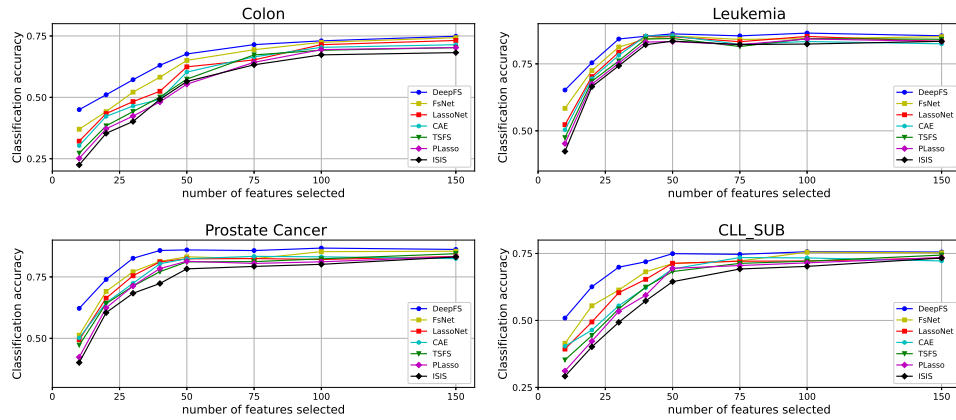 Colon
Classification accuracy
0.75
0.50
0.25
0 25 50 75 100 125 150
number of features selected
DeepFS
FsNet
LassoNet
CAE
TSFS
PLasso
ISIS
Leukemia
Classification accuracy
0.75
0.50
0 25 50 75 100 125 150
number of features selected
DeepFS
FsNet
LassoNet
CAE
TSFS
PLasso
ISIS
Prostate Cancer
Classification accuracy
0.75
0.50
0 25 50 75 100 125 150
number of features selected
DeepFS
FsNet
LassoNet
CAE
TSFS
PLasso
ISIS
CLL_SUB
Classification accuracy
0.75
0.50
0.25
0 25 50 75 100 125 150
number of features selected
DeepFS
FsNet
LassoNet
CAE
TSFS
PLasso
ISIS